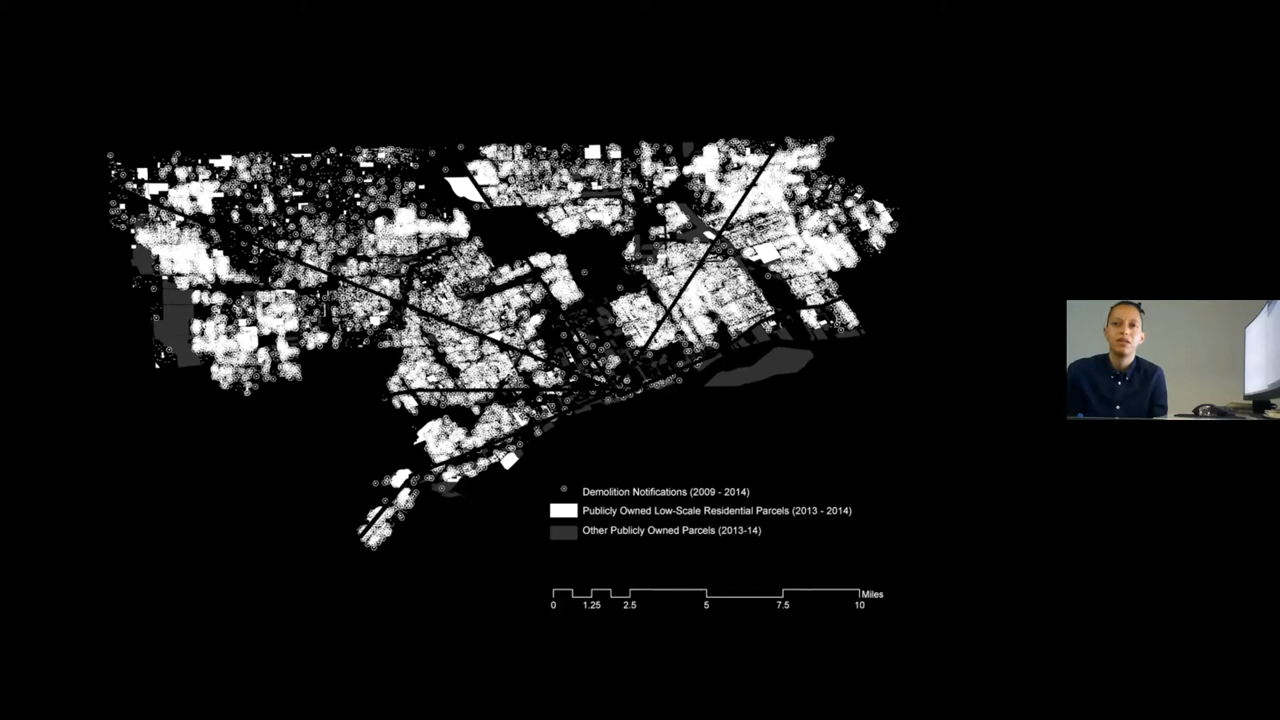 Demolition Notifications (2009 - 2014)
Publicly Owned Low-Scale Residential Parcels (2013 - 2014)
Other Publicly Owned Parcels (2013-14)
Miles
0 1.25 2.5 5 7.5 10